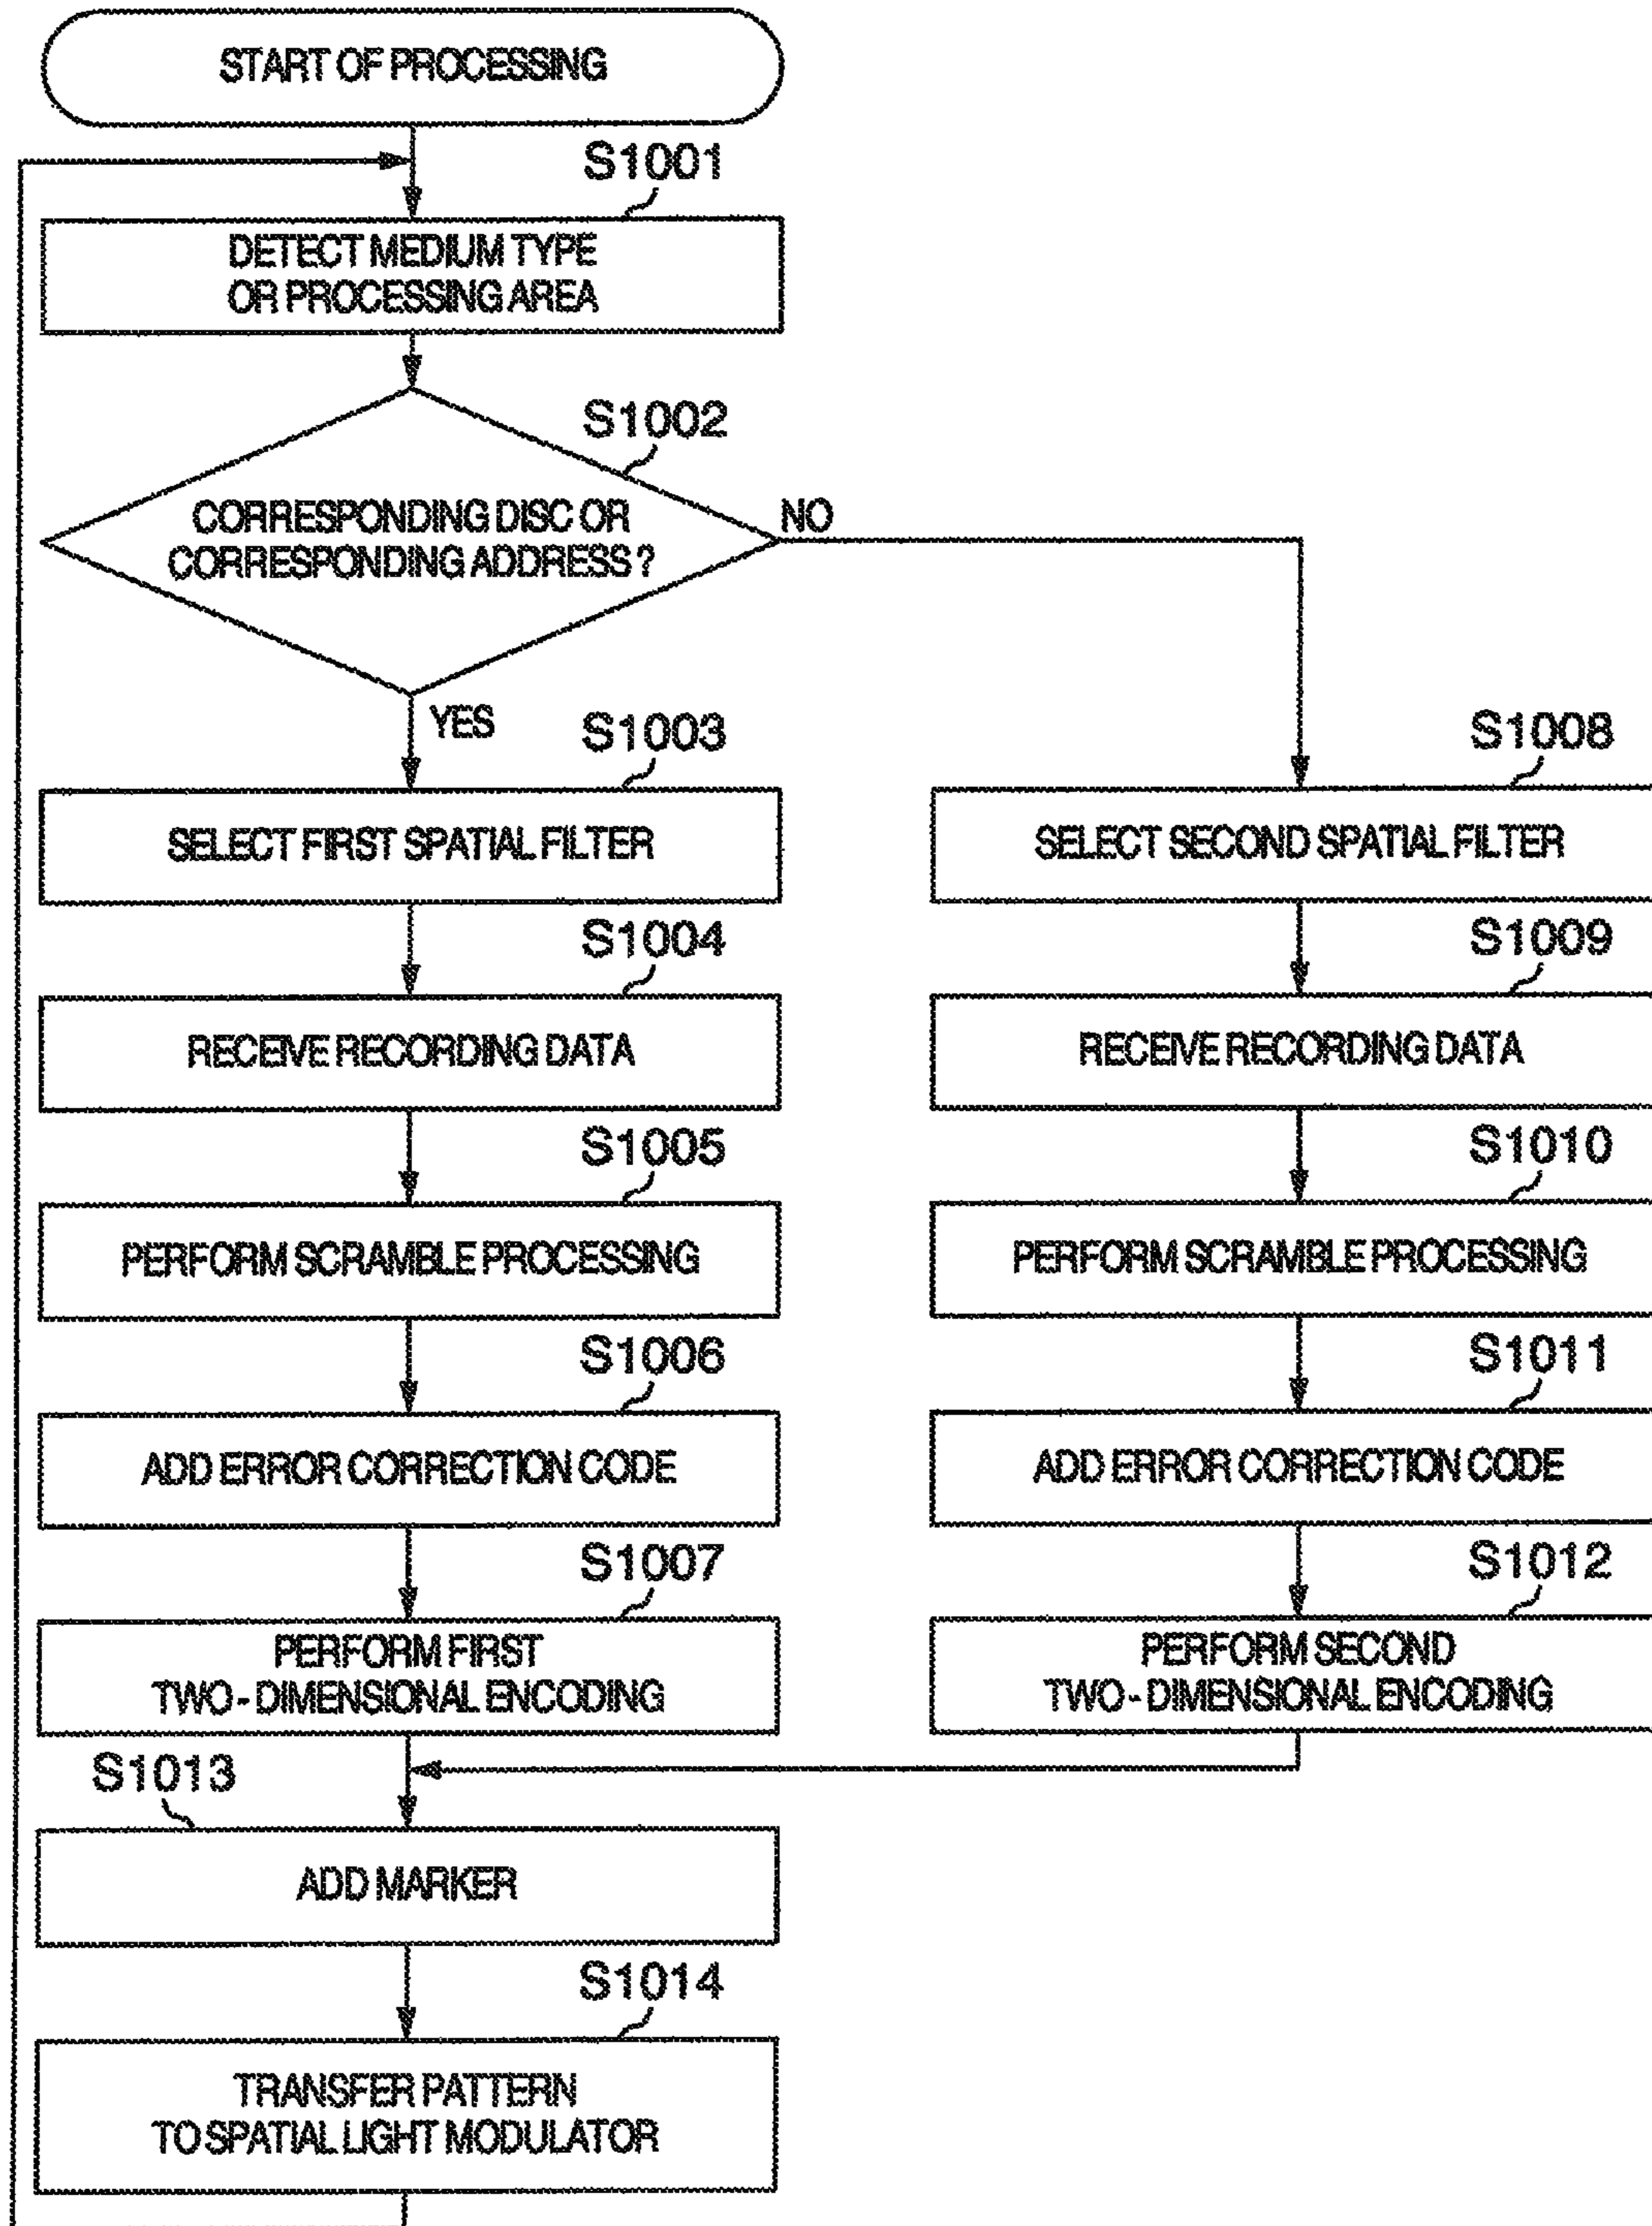 START OF PROCESSING
S1001
DETECT MEDIUM TYPE
OR PROCESSING AREA
S1002
CORRESPONDING DISC OR
CORRESPONDING ADDRESS?
NO
YES
S1003
SELECT FIRST SPATIAL FILTER
S1004
RECEIVE RECORDING DATA
S1005
PERFORM SCRAMBLE PROCESSING
S1006
ADD ERROR CORRECTION CODE
S1007
PERFORM FIRST
TWO-DIMENSIONAL ENCODING
S1008
SELECT SECOND SPATIAL FILTER
S1009
RECEIVE RECORDING DATA
S1010
PERFORM SCRAMBLE PROCESSING
S1011
ADD ERROR CORRECTION CODE
S1012
PERFORM SECOND
TWO-DIMENSIONAL ENCODING
S1013
ADD MARKER
S1014
TRANSFER PATTERN
TO SPATIAL LIGHT MODULATOR